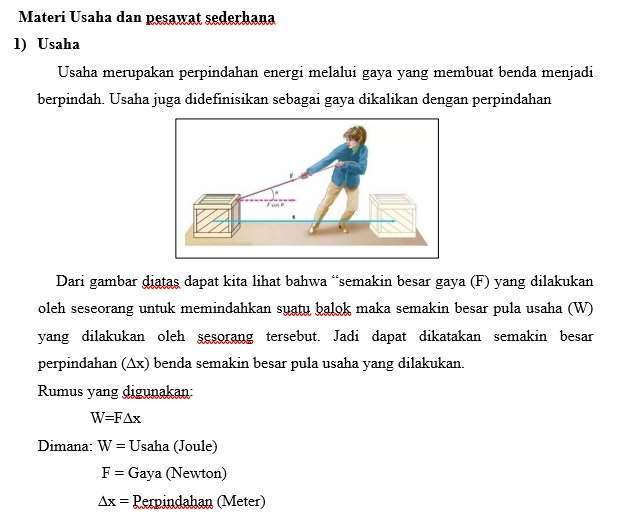 Materi Usaha dan pesawat sederhana
1) Usaha
Usaha merupakan perpindahan energi melalui gaya yang membuat benda menjadi
berpindah. Usaha juga didefinisikan sebagai gaya dikalikan dengan perpindahan
F
θ
F cos θ
s
Dari gambar diatas dapat kita lihat bahwa “semakin besar gaya (F) yang dilakukan
oleh seseorang untuk memindahkan suatu balok maka semakin besar pula usaha (W)
yang dilakukan oleh sesorang tersebut. Jadi dapat dikatakan semakin besar
perpindahan (Δx) benda semakin besar pula usaha yang dilakukan.
Rumus yang digunakan:
W=FΔx
Dimana: W = Usaha (Joule)
F = Gaya (Newton)
Δx = Perpindahan (Meter)